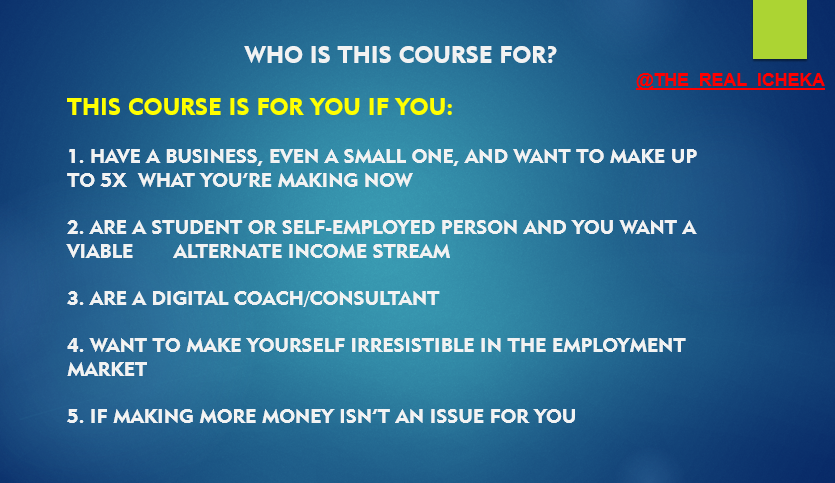 WHO IS THIS COURSE FOR?
@THE_REAL_ICHEKA
THIS COURSE IS FOR YOU IF YOU:
1. HAVE A BUSINESS, EVEN A SMALL ONE, AND WANT TO MAKE UP
TO 5X WHAT YOU’RE MAKING NOW
2. ARE A STUDENT OR SELF-EMPLOYED PERSON AND YOU WANT A
VIABLE ALTERNATE INCOME STREAM
3. ARE A DIGITAL COACH/CONSULTANT
4. WANT TO MAKE YOURSELF IRRESISTIBLE IN THE EMPLOYMENT
MARKET
5. IF MAKING MORE MONEY ISN’T AN ISSUE FOR YOU